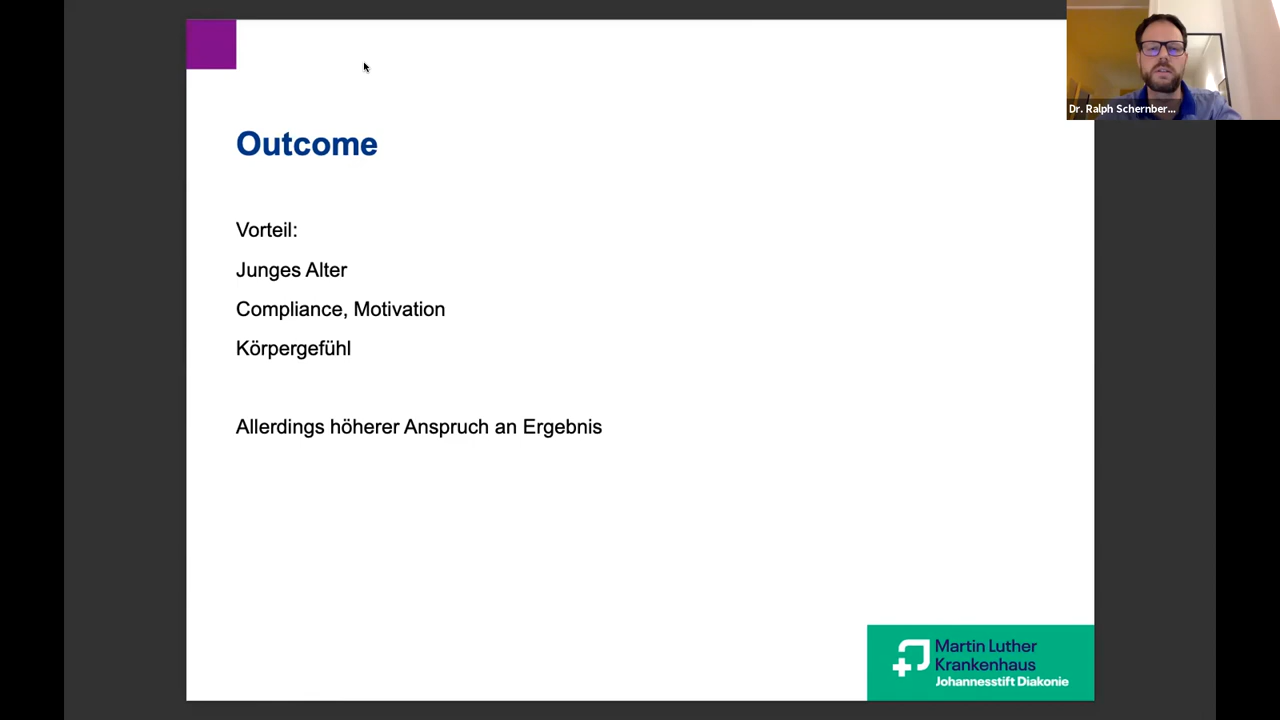 Dr. Ralph Schernber...
Outcome
Vorteil:
Junges Alter
Compliance, Motivation
Körpergefühl
Allerdings höherer Anspruch an Ergebnis
Martin Luther
Krankenhaus
Johannesstift Diakonie